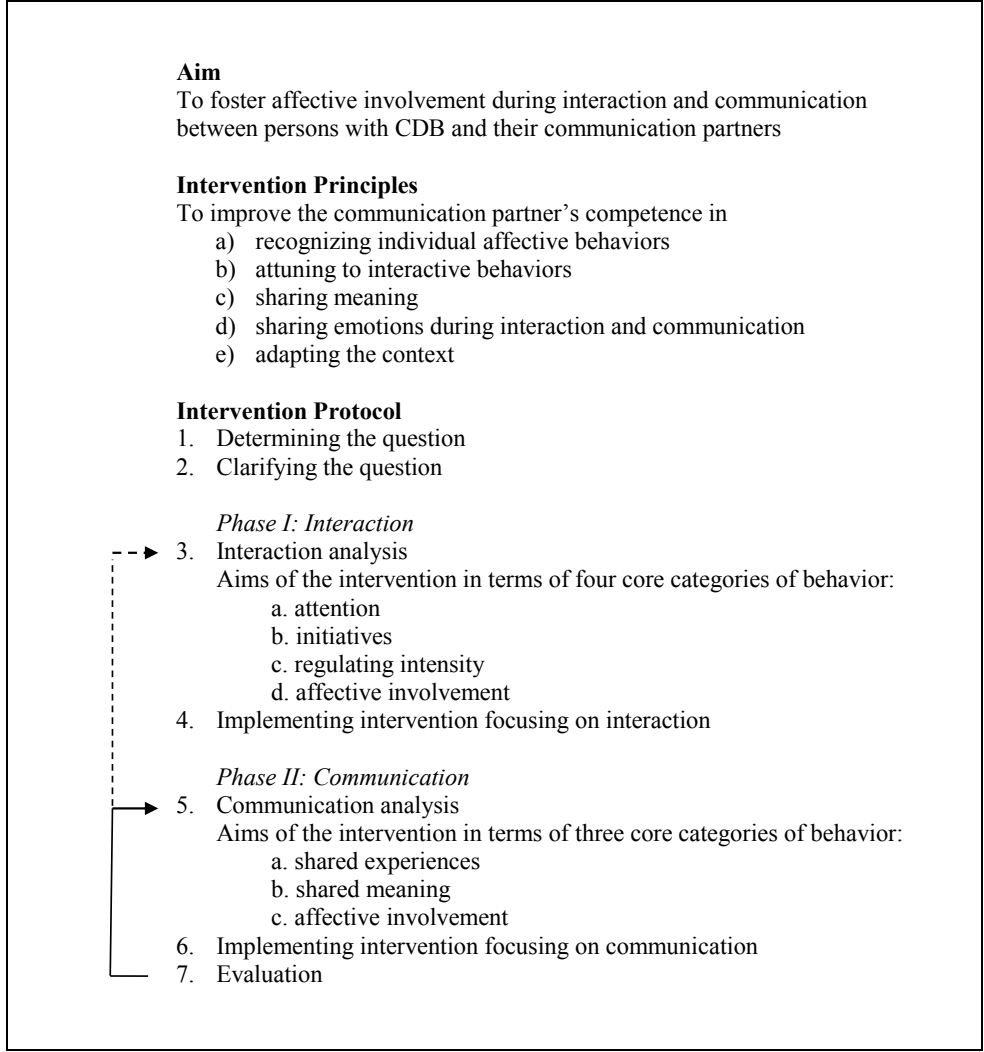 Aim
To foster affective involvement during interaction and communication
between persons with CDB and their communication partners
Intervention Principles
To improve the communication partner's competence in
a) recognizing individual affective behaviors
b) attuning to interactive behaviors
c) sharing meaning
d) sharing emotions during interaction and communication
e) adapting the context
Intervention Protocol
1. Determining the question
2. Clarifying the question
Phase I: Interaction
3. Interaction analysis
Aims of the intervention in terms of four core categories of behavior:
a. attention
b. initiatives
c. regulating intensity
d. affective involvement
4. Implementing intervention focusing on interaction
Phase II: Communication
5. Communication analysis
Aims of the intervention in terms of three core categories of behavior:
a. shared experiences
b. shared meaning
c. affective involvement
6. Implementing intervention focusing on communication
7. Evaluation